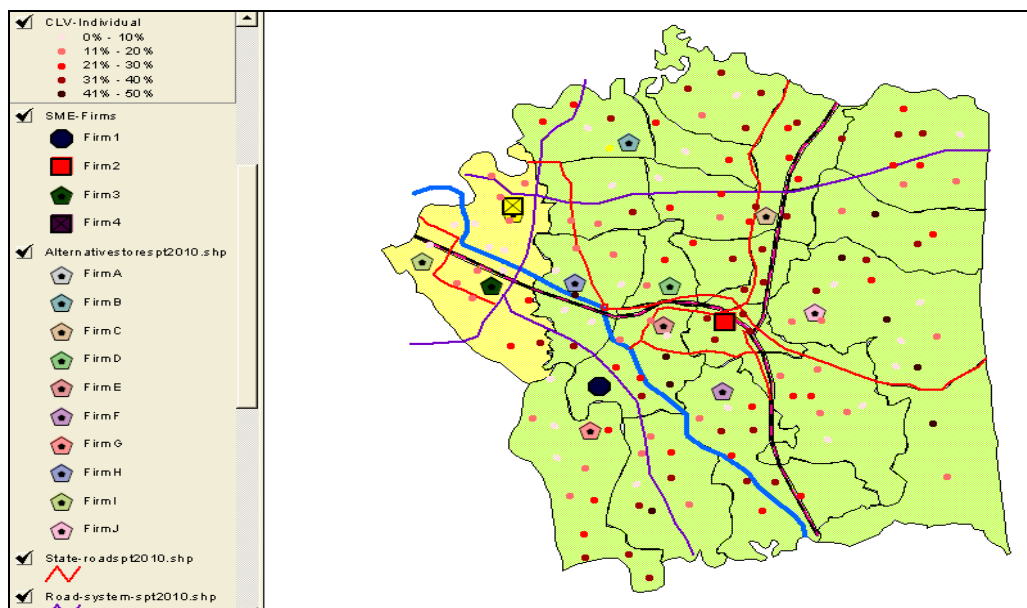 CLV-Individual
0% - 10%
11% - 20%
21% - 30%
31% - 40%
41% - 50%
SME-Firms
Firm1
Firm2
Firm3
Firm4
Alternativestorespt2010.shp
FirmA
FirmB
FirmC
FirmD
FirmE
FirmF
FirmG
FirmH
FirmI
FirmJ
State-roadspt2010.shp
Road-system-spt2010.shp